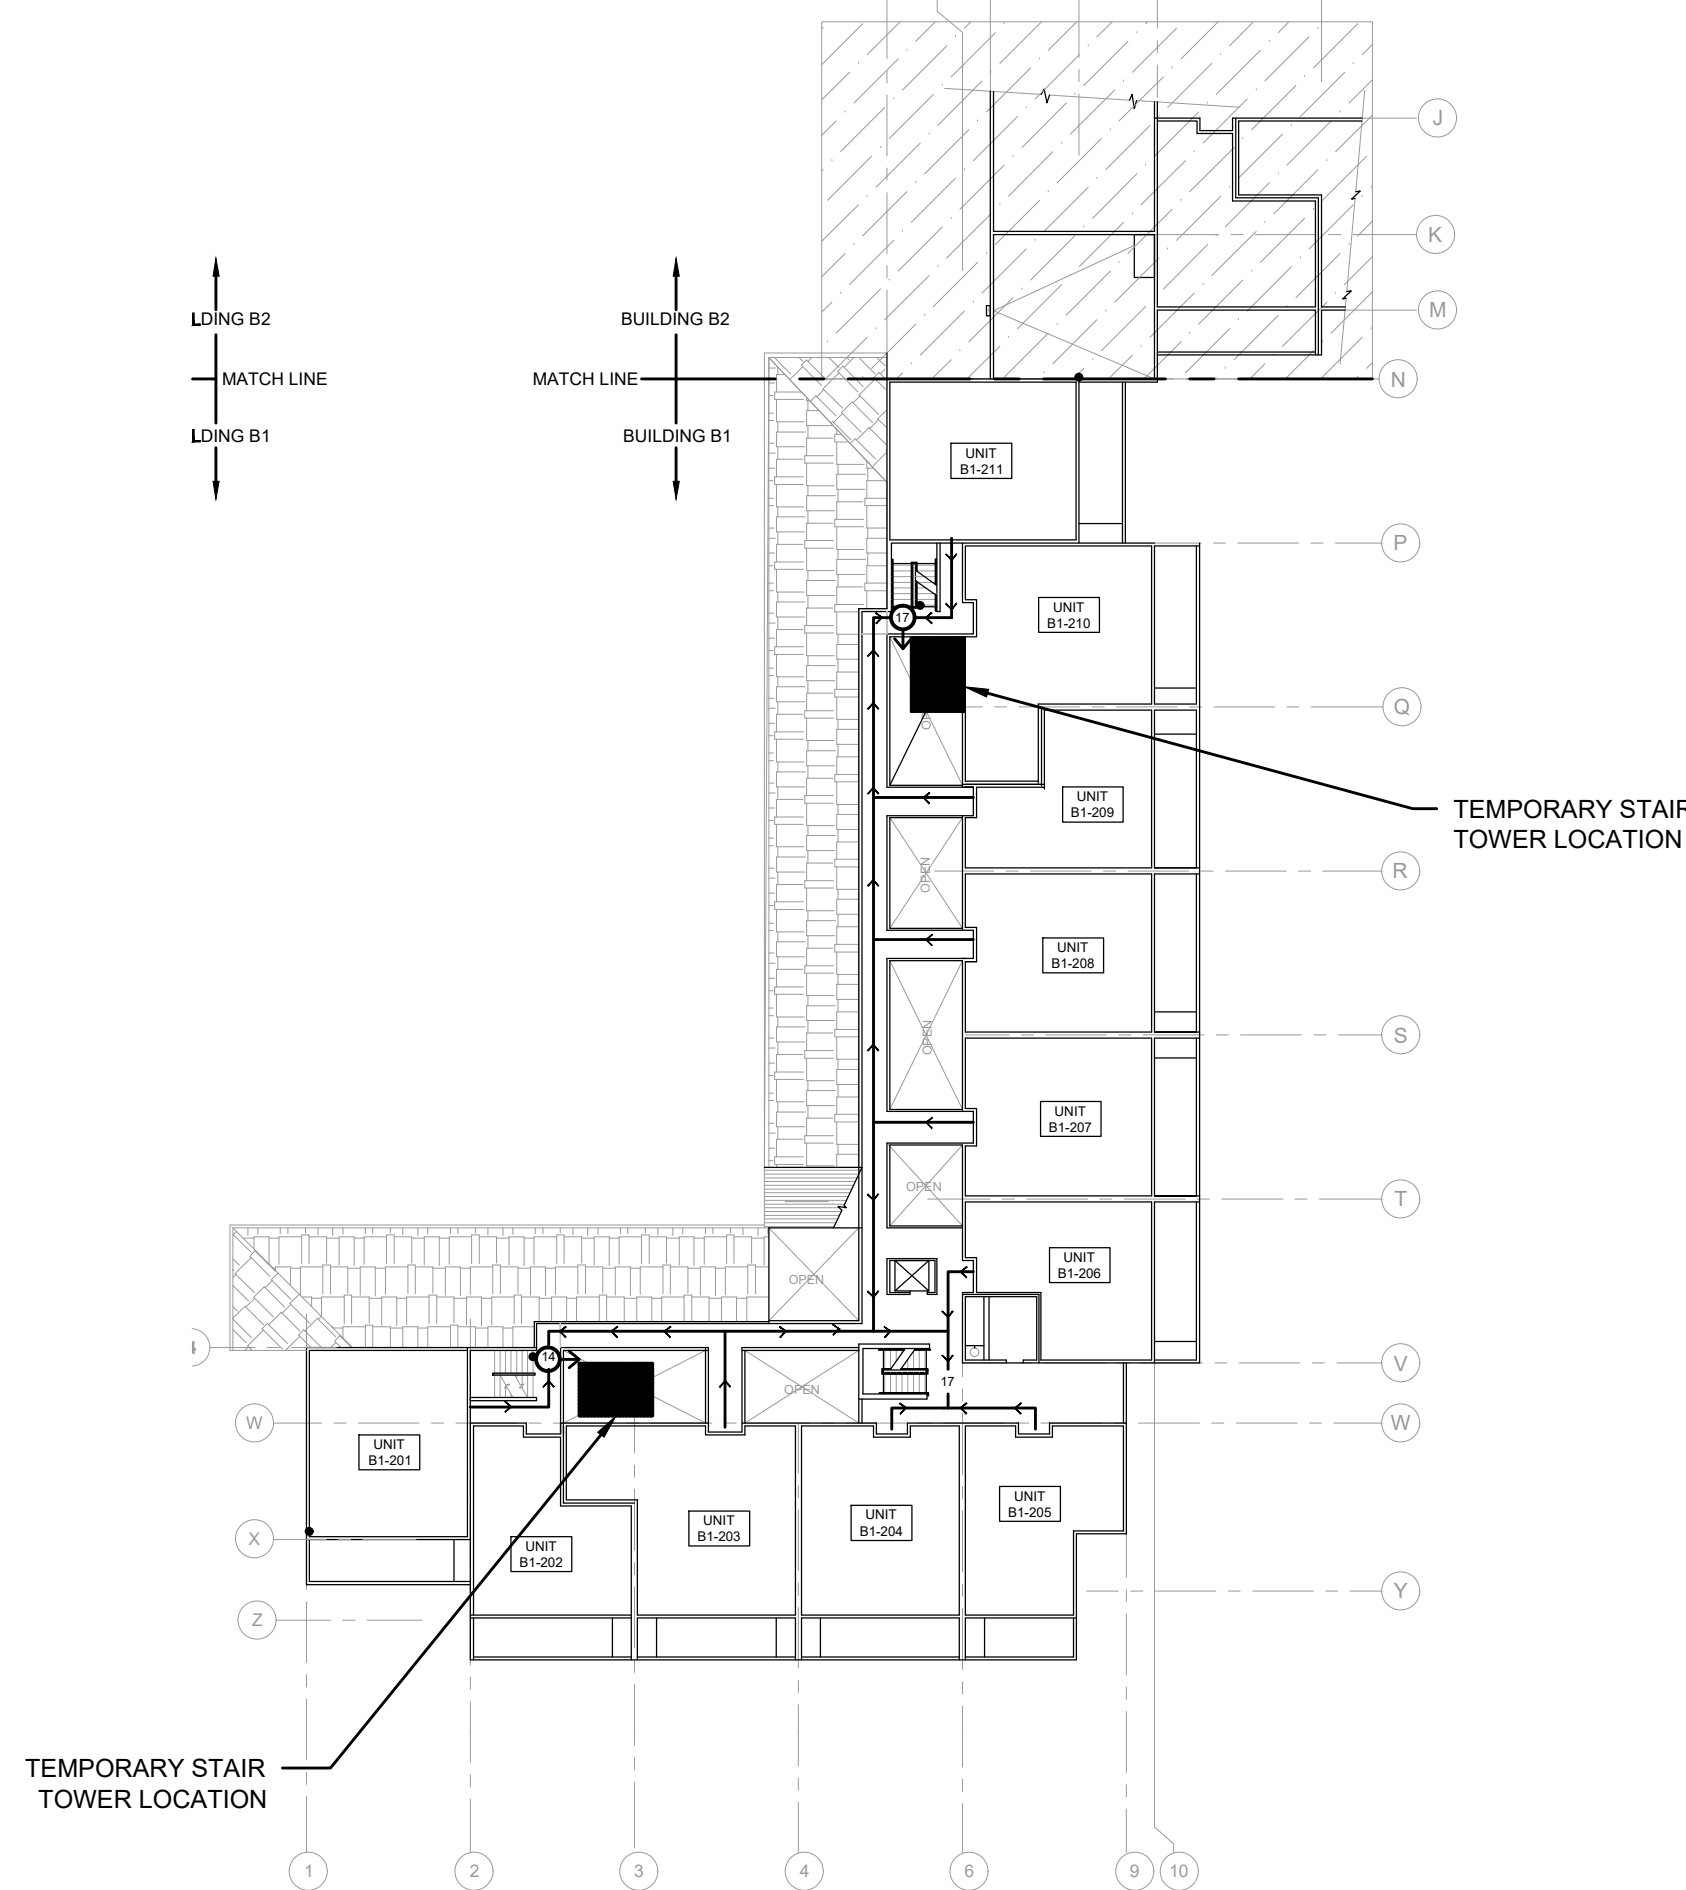 J
K
M
LDING B2
BUILDING B2
MATCH LINE
MATCH LINE
N
LDING B1
BUILDING B1
UNIT
B1-211
P
UNIT
B1-210
17
Q
TEMPORARY STAIR
TOWER LOCATION
UNIT
B1-209
OPEN
R
UNIT
B1-208
OPEN
S
UNIT
B1-207
OPEN
T
UNIT
B1-206
OPEN
14
V
OPEN
17
W
W
UNIT
B1-201
UNIT
B1-205
UNIT
B1-203
UNIT
B1-204
X
UNIT
B1-202
Y
Z
TEMPORARY STAIR
TOWER LOCATION
1
2
3
4
6
9
10